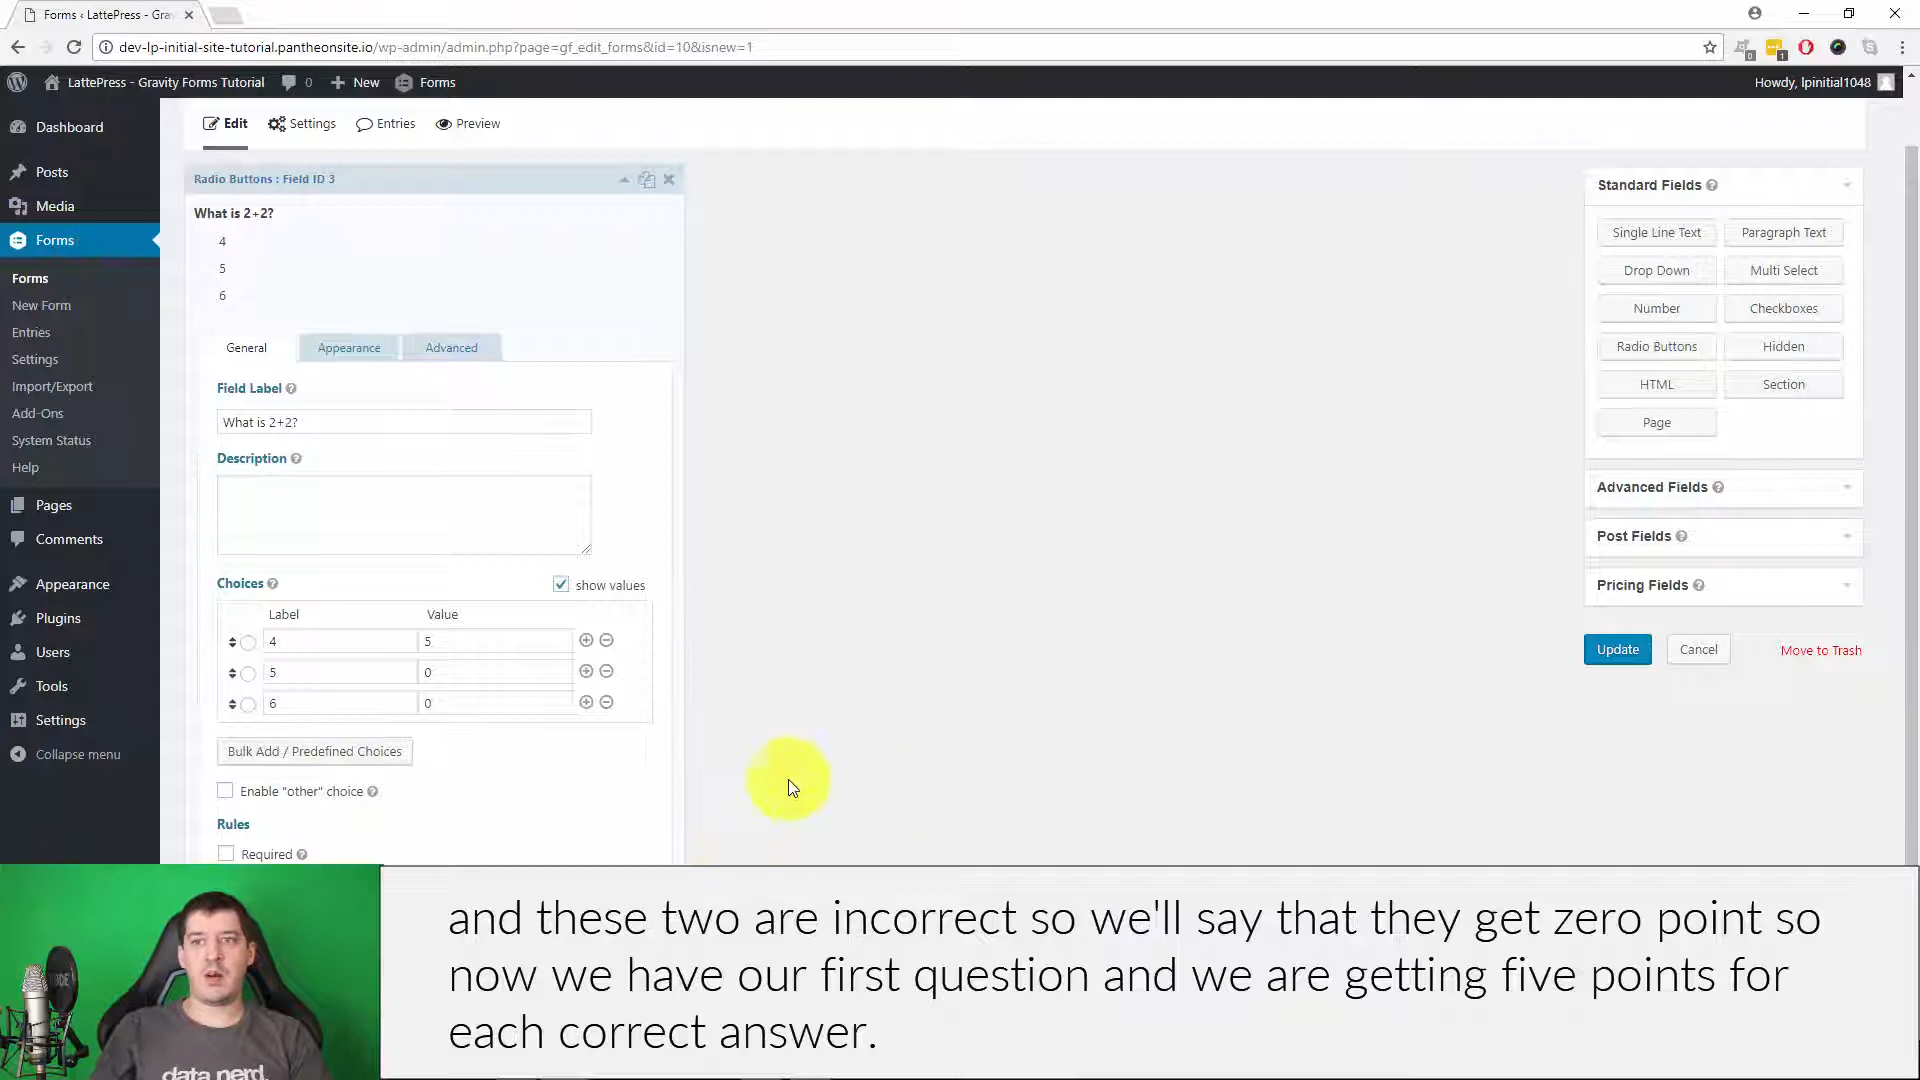 Forms ‹ LattePress - Grav
dev-lp-initial-site-tutorial.pantheonsite.io/wp-admin/admin.php?page=gf_edit_forms&id=10&isnew=1
LattePress - Gravity Forms Tutorial 0 New Forms Howdy, lpinitial1048
Dashboard
Posts
Media
Forms
Forms
New Form
Entries
Settings
Import/Export
Add-Ons
System Status
Help
Pages
Comments
Appearance
Plugins
Users
Tools
Settings
Collapse menu
Edit Settings Entries Preview
Radio Buttons : Field ID 3
What is 2+2?
4
5
6
General Appearance Advanced
Field Label
What is 2+2?
Description
Choices show values
Label Value
4 5
5 0
6 0
Bulk Add / Predefined Choices
Enable "other" choice
Rules
Required
Standard Fields
Single Line Text Paragraph Text
Drop Down Multi Select
Number Checkboxes
Radio Buttons Hidden
HTML Section
Page
Advanced Fields
Post Fields
Pricing Fields
Update Cancel Move to Trash
data nerd.
and these two are incorrect so we'll say that they get zero point so
now we have our first question and we are getting five points for
each correct answer.